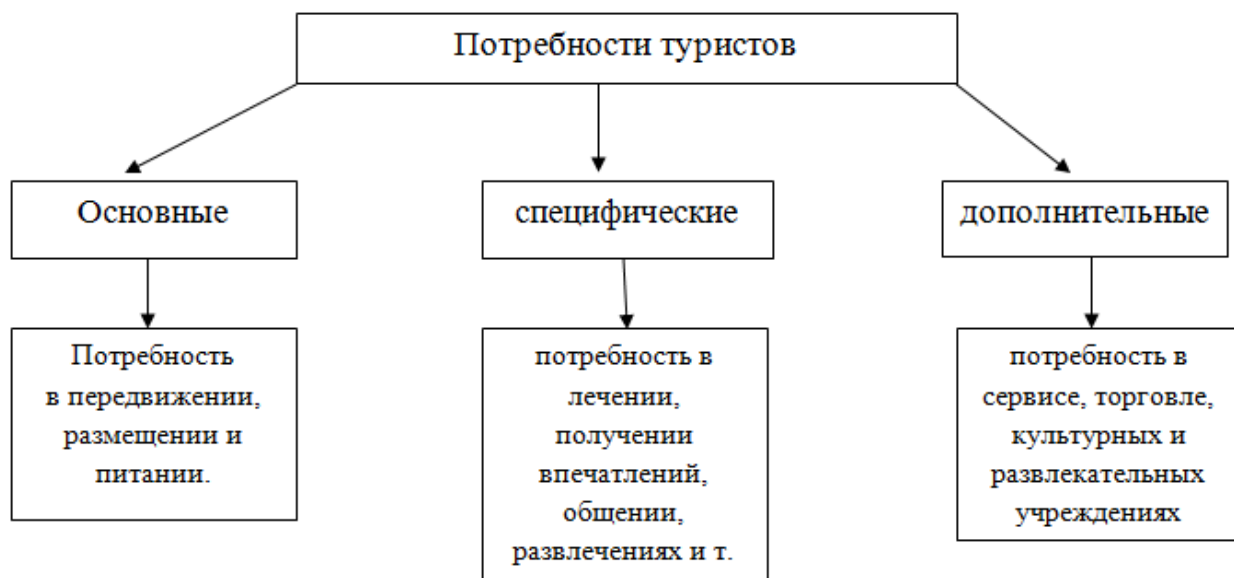 Потребности туристов
Основные
специфические
дополнительные
Потребность
в передвижении,
размещении и
питании.
потребность в
лечении,
получении
впечатлений,
общении,
развлечениях и т.
потребность в
сервисе, торговле,
культурных и
развлекательных
учреждениях